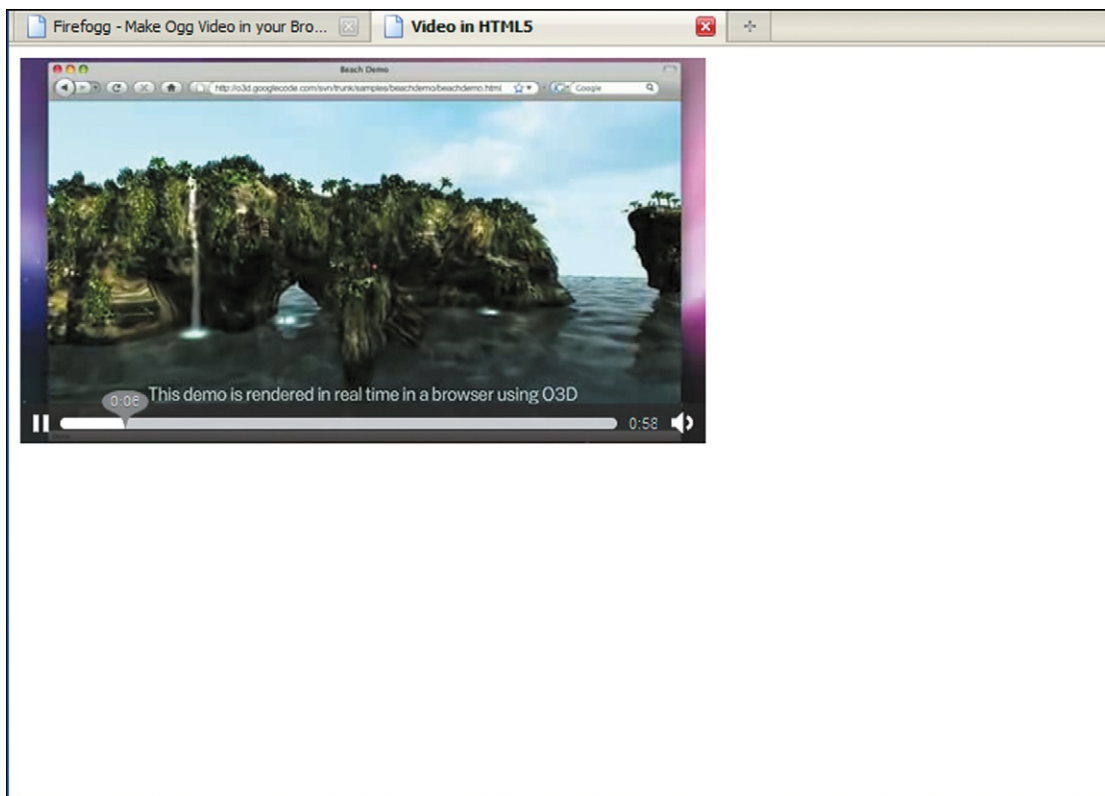 Firefogg - Make Ogg Video in your Bro...
Video in HTML5
Beach Demo
http://o3d.googlecode.com/svn/trunk/samples/beachdemo/beachdemo.html
Google
This demo is rendered in real time in a browser using O3D
0:06
0:58